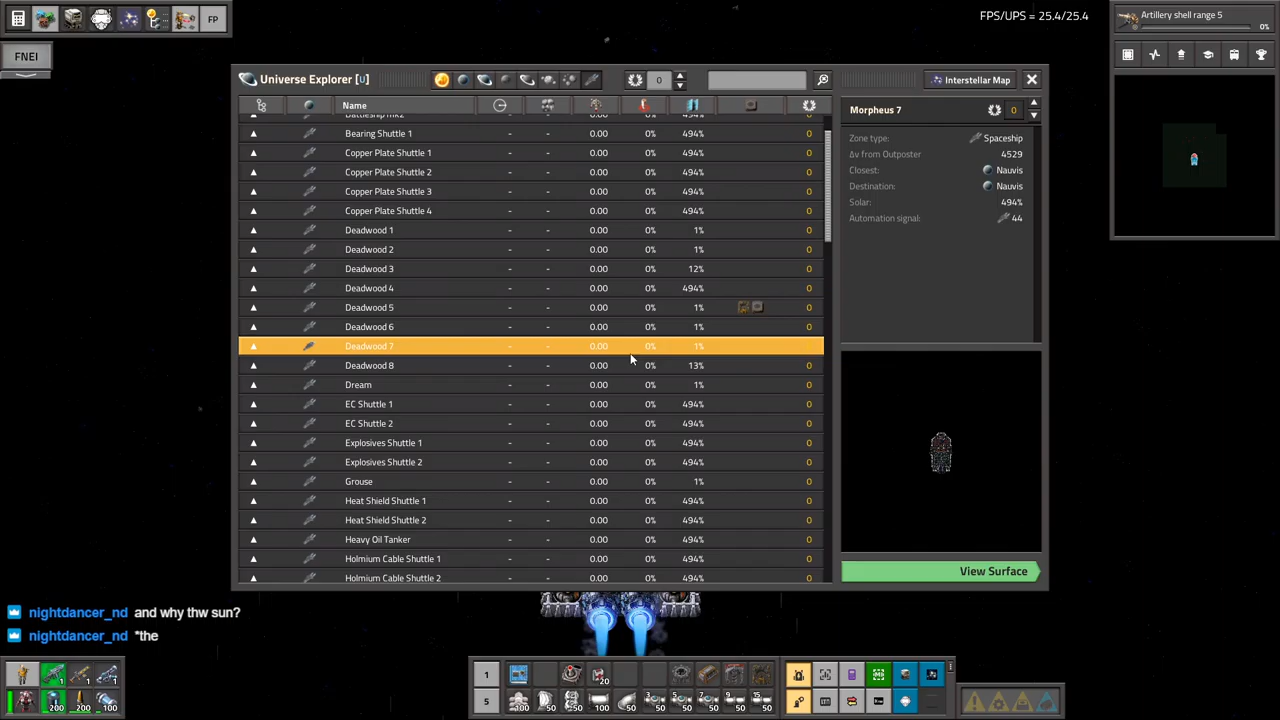 FP
FPS/UPS = 25.4/25.4
Artillery shell range 5
0%
FNEI
Universe Explorer [U]
0
Interstellar Map
Name
Battleship mk2 494%
Bearing Shuttle 1 - - 0.00 0% 494% 0
Copper Plate Shuttle 1 - - 0.00 0% 494% 0
Copper Plate Shuttle 2 - - 0.00 0% 494% 0
Copper Plate Shuttle 3 - - 0.00 0% 494% 0
Copper Plate Shuttle 4 - - 0.00 0% 494% 0
Deadwood 1 - - 0.00 0% 1% 0
Deadwood 2 - - 0.00 0% 1% 0
Deadwood 3 - - 0.00 0% 12% 0
Deadwood 4 - - 0.00 0% 494% 0
Deadwood 5 - - 0.00 0% 1% 0
Deadwood 6 - - 0.00 0% 1% 0
Deadwood 7 - - 0.00 0% 1%
Deadwood 8 - - 0.00 0% 13% 0
Dream - - 0.00 0% 1% 0
EC Shuttle 1 - - 0.00 0% 494% 0
EC Shuttle 2 - - 0.00 0% 494% 0
Explosives Shuttle 1 - - 0.00 0% 494% 0
Explosives Shuttle 2 - - 0.00 0% 494% 0
Grouse - - 0.00 0% 1% 0
Heat Shield Shuttle 1 - - 0.00 0% 494% 0
Heat Shield Shuttle 2 - - 0.00 0% 494% 0
Heavy Oil Tanker - - 0.00 0% 494% 0
Holmium Cable Shuttle 1 - - 0.00 0% 494% 0
Holmium Cable Shuttle 2 - - 0.00 0% 494% 0
Morpheus 7 0
Zone type: Spaceship
Δv from Outposter 4529
Closest: Nauvis
Destination: Nauvis
Solar: 494%
Automation signal: 44
View Surface
nightdancer_nd and why thw sun?
nightdancer_nd *the
1 1 1
200 200 100
1 20
5 100 50 50 100 50 50 50 50 50 50